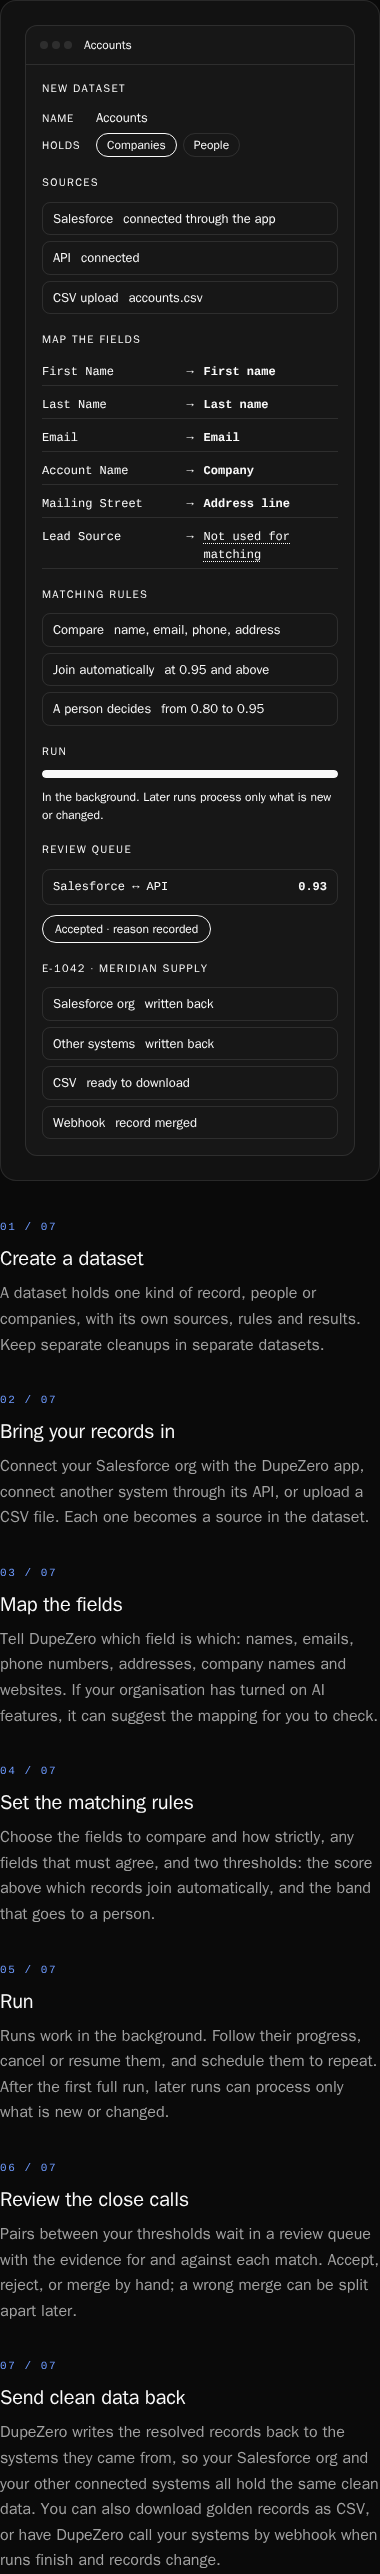 Accounts
NEW DATASET
NAME Accounts
HOLDS Companies People
SOURCES
Salesforce connected through the app
API connected
CSV upload accounts.csv
MAP THE FIELDS
First Name → First name
Last Name → Last name
Email → Email
Account Name → Company
Mailing Street → Address line
Lead Source → Not used for
matching
MATCHING RULES
Compare name, email, phone, address
Join automatically at 0.95 and above
A person decides from 0.80 to 0.95
RUN
In the background. Later runs process only what is new
or changed.
REVIEW QUEUE
Salesforce ↔ API 0.93
Accepted · reason recorded
E-1042 · MERIDIAN SUPPLY
Salesforce org written back
Other systems written back
CSV ready to download
Webhook record merged
01 / 07
Create a dataset
A dataset holds one kind of record, people or
companies, with its own sources, rules and results.
Keep separate cleanups in separate datasets.
02 / 07
Bring your records in
Connect your Salesforce org with the DupeZero app,
connect another system through its API, or upload a
CSV file. Each one becomes a source in the dataset.
03 / 07
Map the fields
Tell DupeZero which field is which: names, emails,
phone numbers, addresses, company names and
websites. If your organisation has turned on AI
features, it can suggest the mapping for you to check.
04 / 07
Set the matching rules
Choose the fields to compare and how strictly, any
fields that must agree, and two thresholds: the score
above which records join automatically, and the band
that goes to a person.
05 / 07
Run
Runs work in the background. Follow their progress,
cancel or resume them, and schedule them to repeat.
After the first full run, later runs can process only
what is new or changed.
06 / 07
Review the close calls
Pairs between your thresholds wait in a review queue
with the evidence for and against each match. Accept,
reject, or merge by hand; a wrong merge can be split
apart later.
07 / 07
Send clean data back
DupeZero writes the resolved records back to the
systems they came from, so your Salesforce org and
your other connected systems all hold the same clean
data. You can also download golden records as CSV,
or have DupeZero call your systems by webhook when
runs finish and records change.